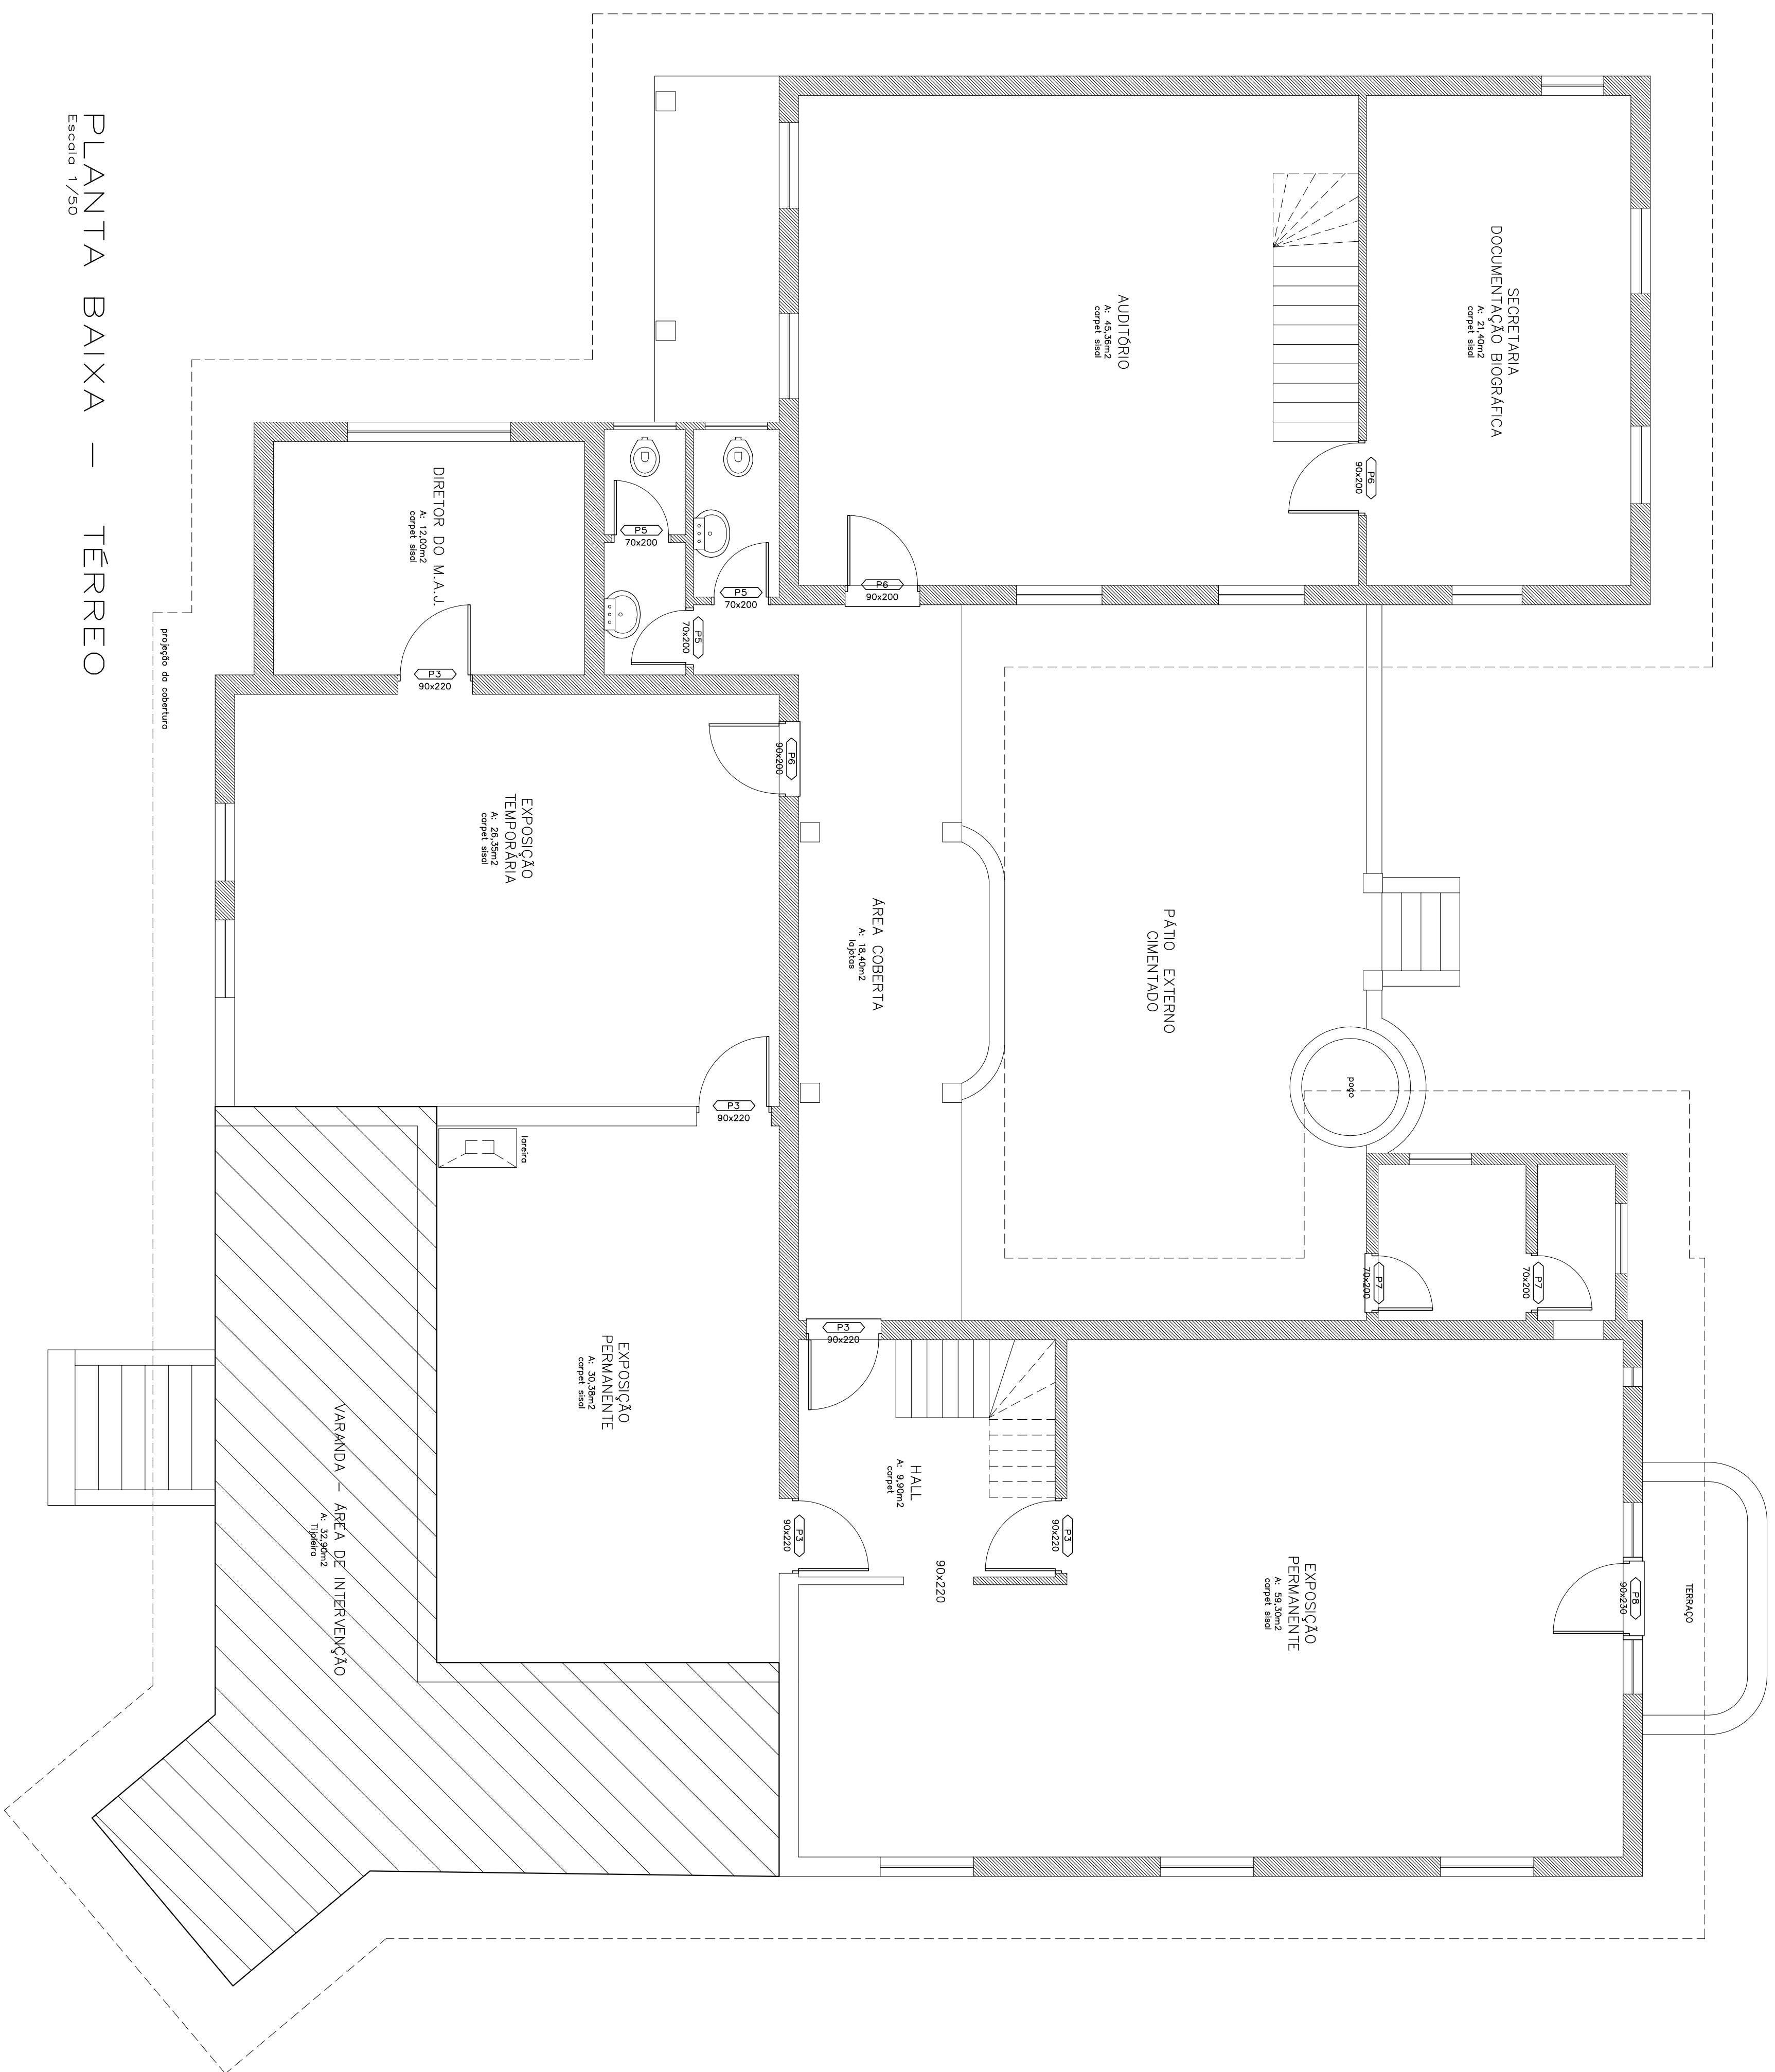 PLANTA BAIXA — TÉRREO
Escala 1/50
SECRETARIA
DOCUMENTAÇÃO BIOGRÁFICA
A: 21,40m2
carpet sisal
P6
90x200
AUDITÓRIO
A: 45,36m2
carpet sisal
P6
90x200
P5
70x200
P5
70x200
P5
70x200
DIRETOR DO M.A.J.
A: 12,00m2
carpet sisal
P3
90x220
projeção da cobertura
P6
90x200
EXPOSIÇÃO
TEMPORÁRIA
A: 26,35m2
carpet sisal
ÁREA COBERTA
A: 18,40m2
lajotas
PÁTIO EXTERNO
CIMENTADO
poço
P3
90x220
lareira
P7
70x200
P7
70x200
P3
90x220
EXPOSIÇÃO
PERMANENTE
A: 30,38m2
carpet sisal
HALL
A: 9,90m2
carpet
P3
90x220
P3
90x220
90x220
EXPOSIÇÃO
PERMANENTE
A: 59,30m2
carpet sisal
P8
90x230
TERRAÇO
VARANDA — ÁREA DE INTERVENÇÃO
A: 32,90m2
Tijoleira